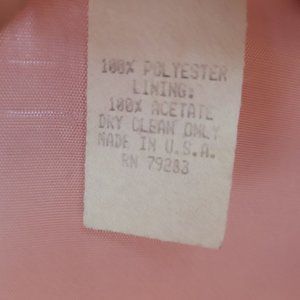 100% POLYESTER
LINING:
100% ACETATE
DRY CLEAN ONLY
MADE IN U.S.A.
RN 79283